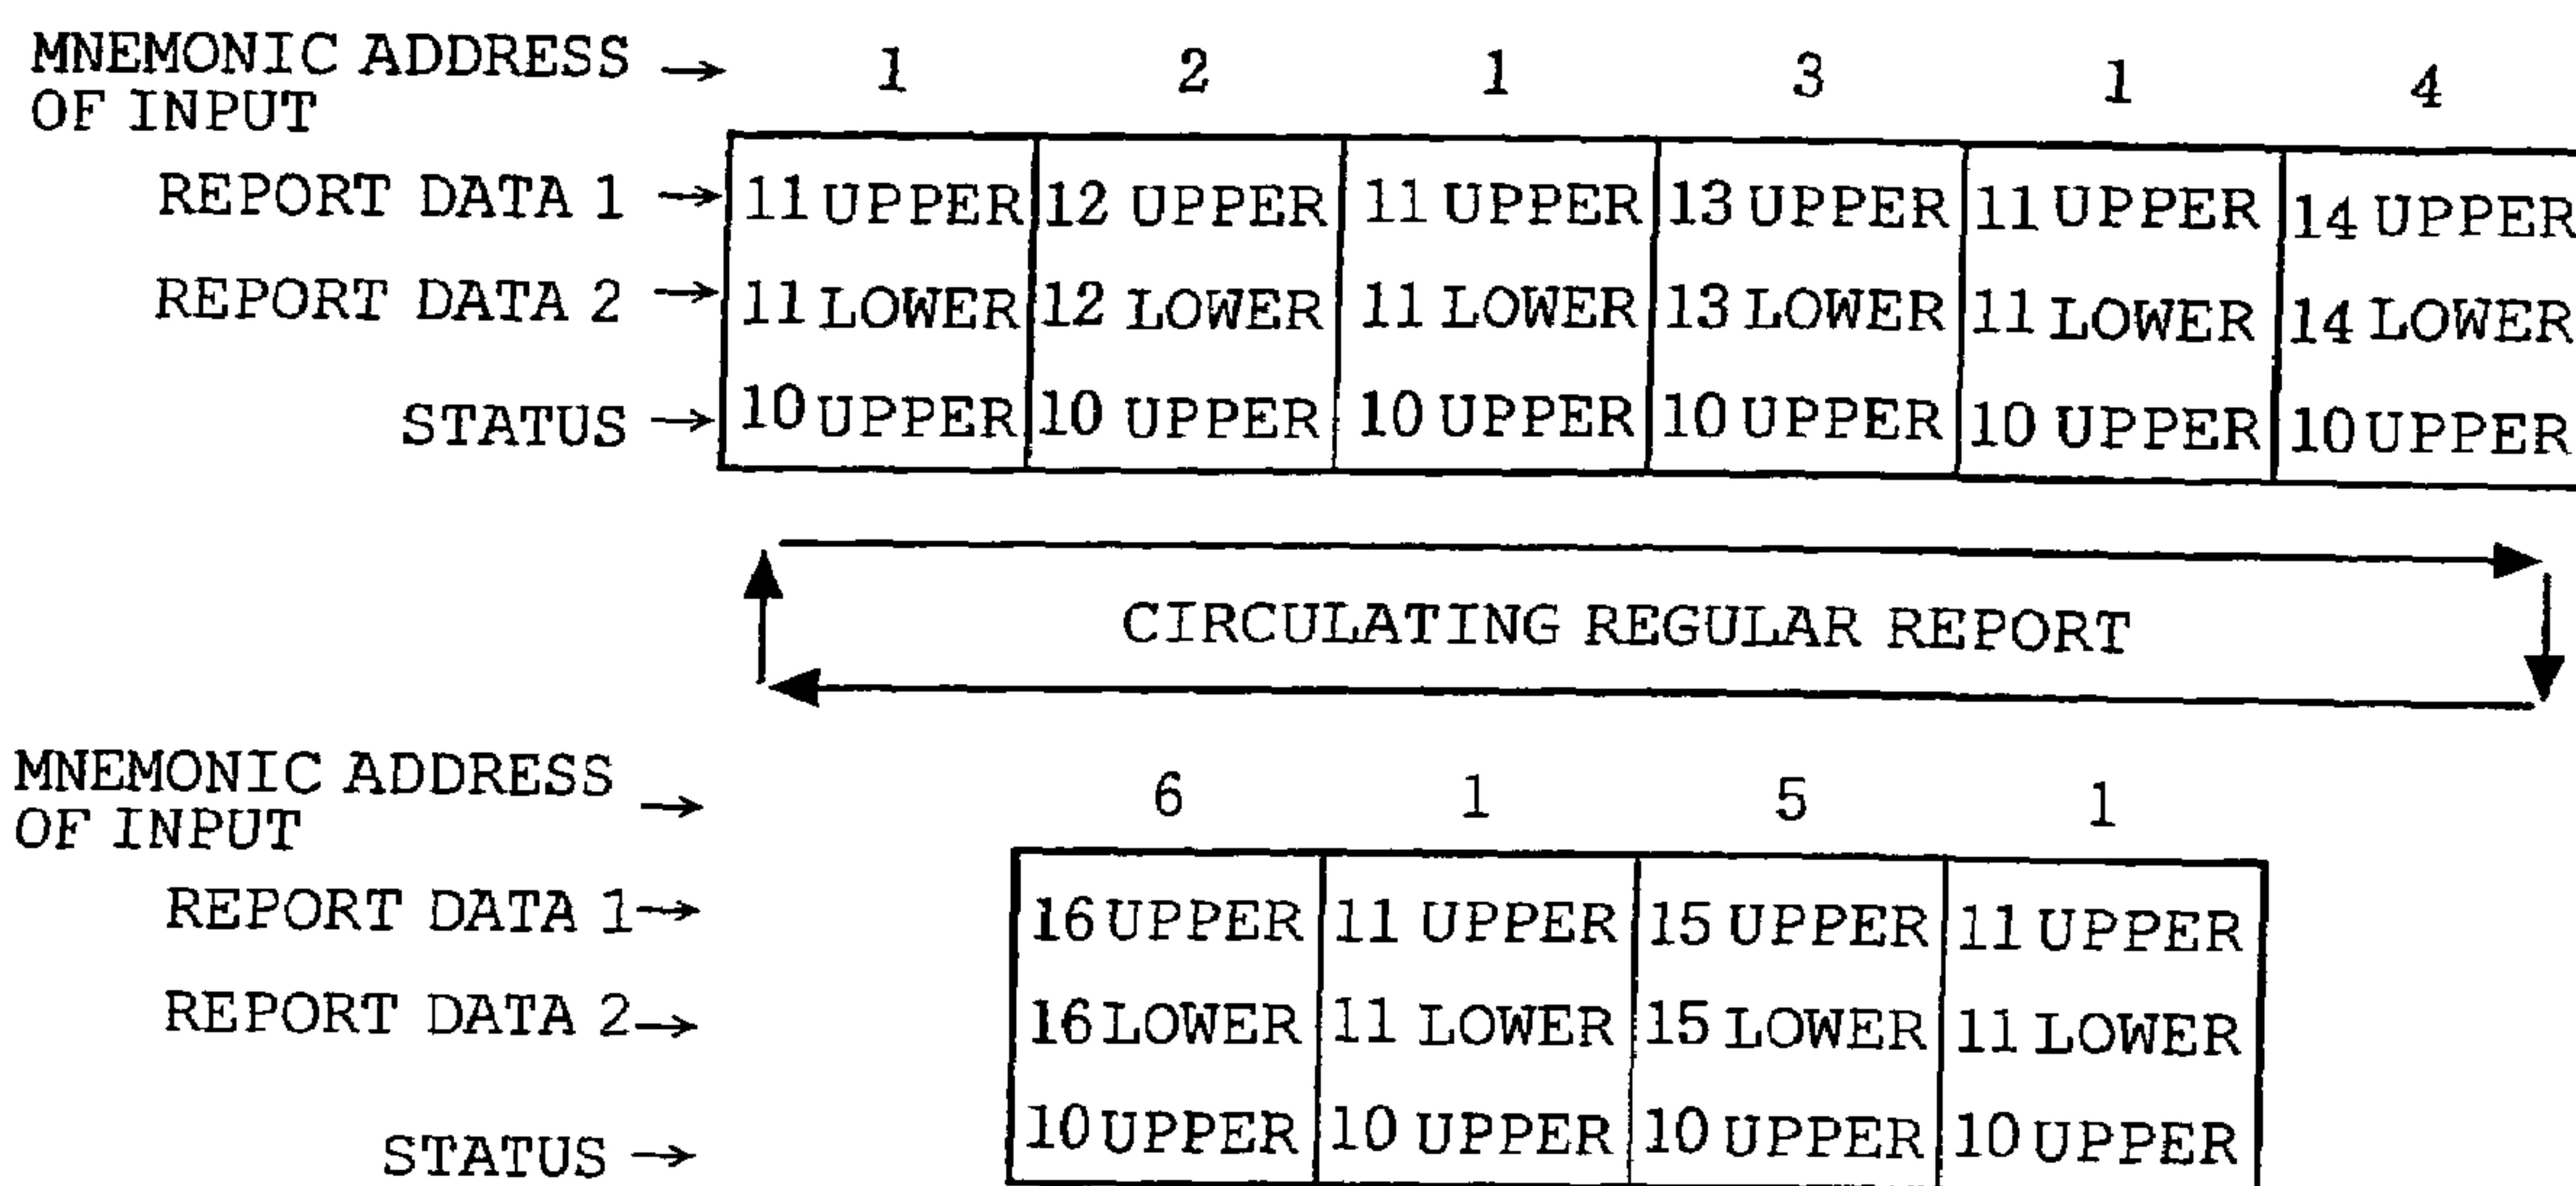 MNEMONIC ADDRESS OF INPUT → 1 2 1 3 1 4
REPORT DATA 1 → 11 UPPER 12 UPPER 11 UPPER 13 UPPER 11 UPPER 14 UPPER
REPORT DATA 2 → 11 LOWER 12 LOWER 11 LOWER 13 LOWER 11 LOWER 14 LOWER
STATUS → 10 UPPER 10 UPPER 10 UPPER 10 UPPER 10 UPPER 10 UPPER
CIRCULATING REGULAR REPORT
MNEMONIC ADDRESS OF INPUT → 6 1 5 1
REPORT DATA 1 → 16 UPPER 11 UPPER 15 UPPER 11 UPPER
REPORT DATA 2 → 16 LOWER 11 LOWER 15 LOWER 11 LOWER
STATUS → 10 UPPER 10 UPPER 10 UPPER 10 UPPER